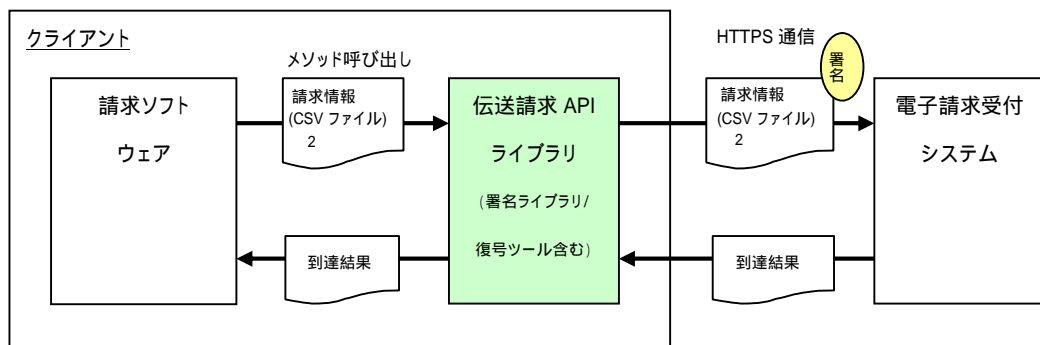 クライアント
メソッド呼び出し
HTTPS 通信
署
名
請求ソフト
ウェア
請求情報
(CSV ファイル)
2
伝送請求 API
ライブラリ
(署名ライブラリ/
復号ツール含む)
請求情報
(CSV ファイル)
2
電子請求受付
システム
到達結果
到達結果